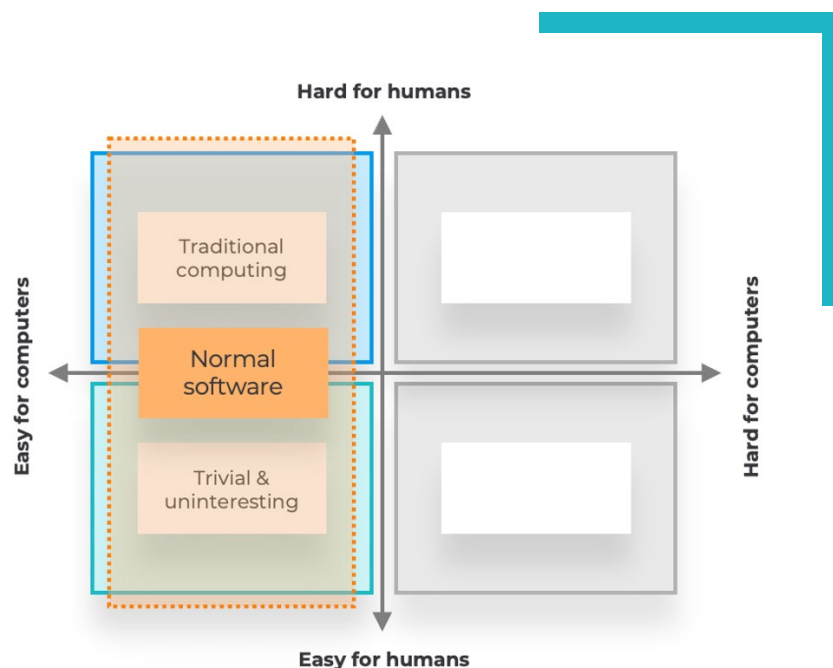 Hard for humans
Traditional
computing
Easy for computers
Normal
software
Hard for computers
Trivial &
uninteresting
Easy for humans